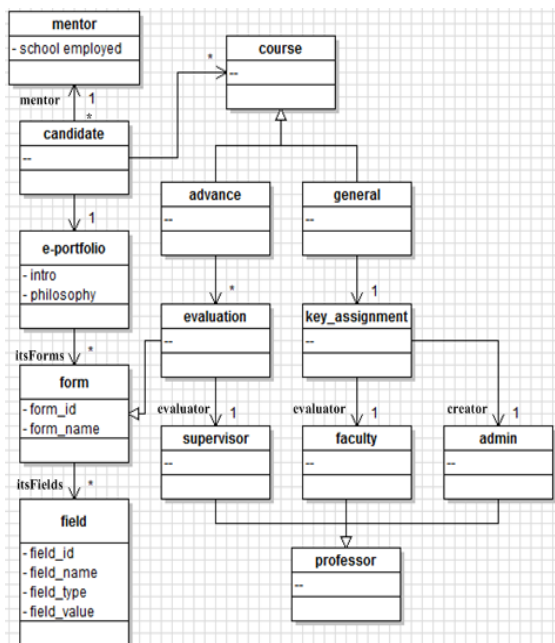 mentor
- school employed
mentor
1
*
candidate
--
*
course
--
1
e-portfolio
- intro
- philosophy
itsForms
*
form
- form_id
- form_name
itsFields
*
field
- field_id
- field_name
- field_type
- field_value
advance
--
general
--
*
1
evaluation
--
key_assignment
--
evaluator
1
evaluator
1
creator
1
supervisor
--
faculty
--
admin
--
professor
--